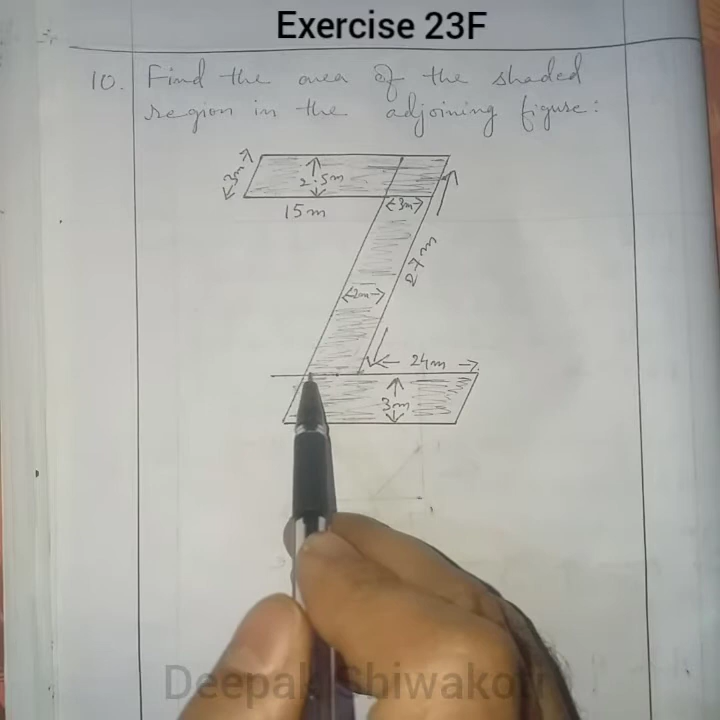 Exercise 23F
10. Find the area of the shaded
region in the adjoining figure:
3m
2.5m
15m
3m
27m
2m
24m
3m
Deepak Shiwakoti